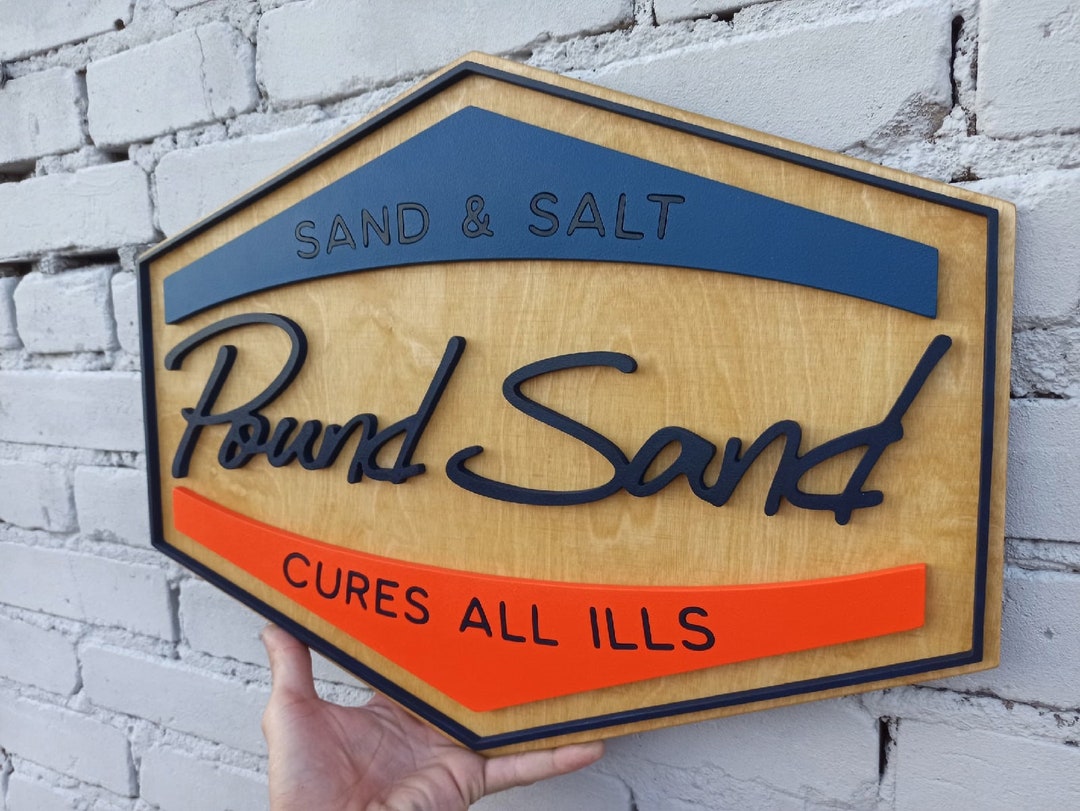 SAND & SALT
Pound Sand
CURES ALL ILLS